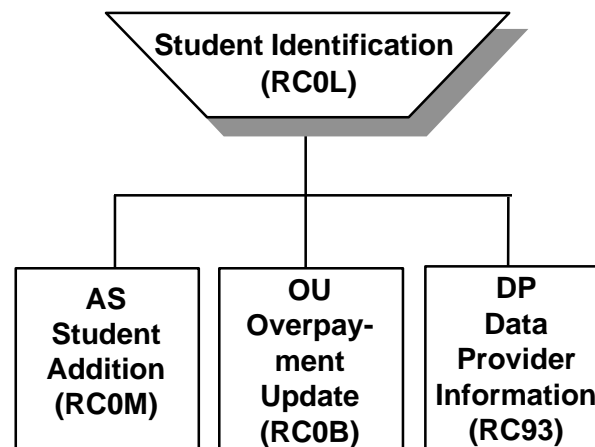 Student Identification
(RC0L)
AS
Student
Addition
(RC0M)
OU
Overpay-
ment
Update
(RC0B)
DP
Data
Provider
Information
(RC93)